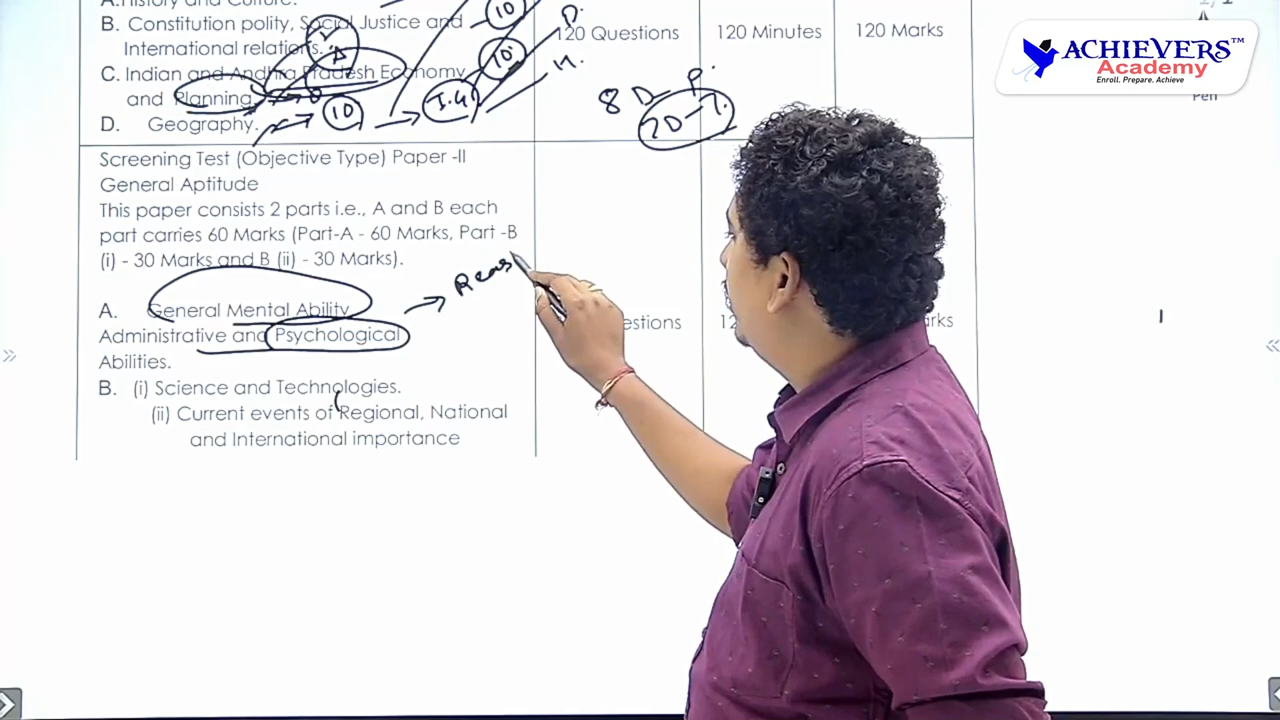 A.History and Culture.
B. Constitution polity, Social Justice and
International relations.
C. Indian and Andhra Pradesh Economy
and Planning.
D. Geography.
10
10
10
I.G
P.
H.
120 Questions
120 Minutes
120 Marks
8 D P.
2D
ACHIEVERS™
Academy
Enroll. Prepare. Achieve
Pen
Screening Test (Objective Type) Paper -II
General Aptitude
This paper consists 2 parts i.e., A and B each
part carries 60 Marks (Part-A - 60 Marks, Part -B
(i) - 30 Marks and B (ii) - 30 Marks).
A. General Mental Ability
Administrative and Psychological
Abilities.
Reas
B. (i) Science and Technologies.
(ii) Current events of Regional, National
and International importance